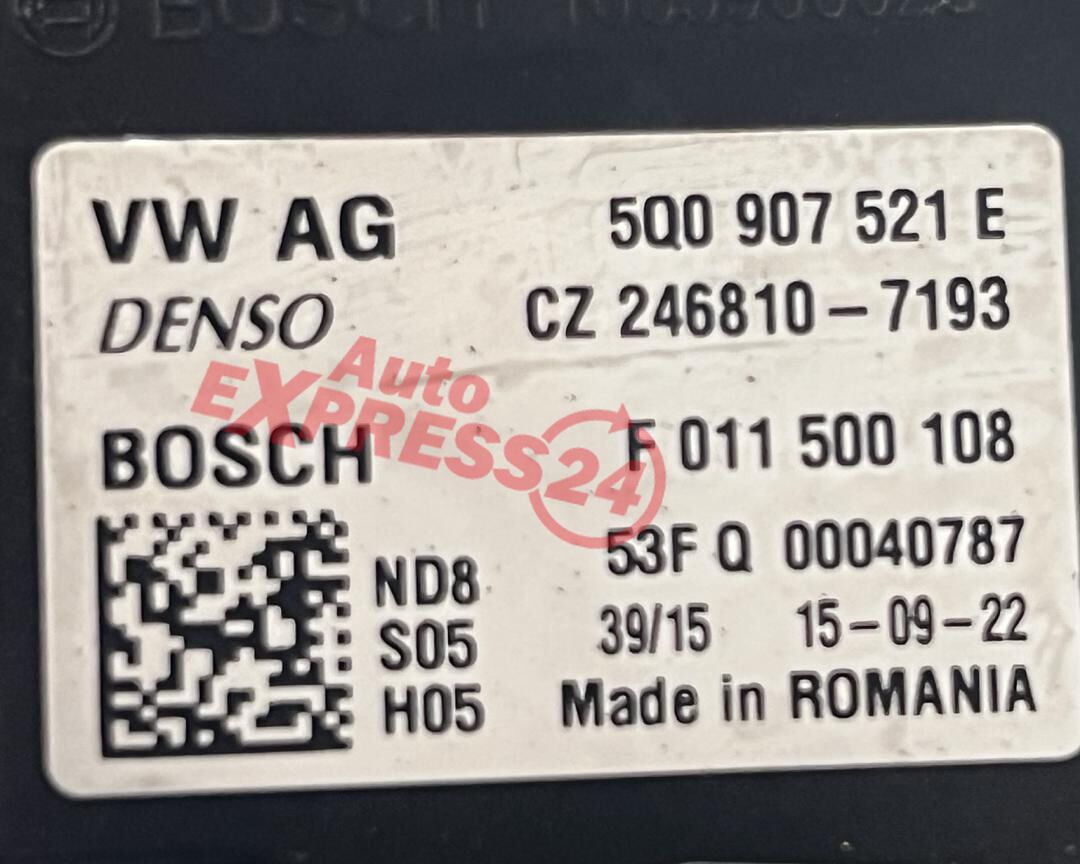 BOSCH
VW AG 5Q0 907 521 E
DENSO CZ 246810-7193
Auto
EXPRESS24
BOSCH F 011 500 108
53F Q 00040787
ND8
S05 39/15 15-09-22
H05 Made in ROMANIA